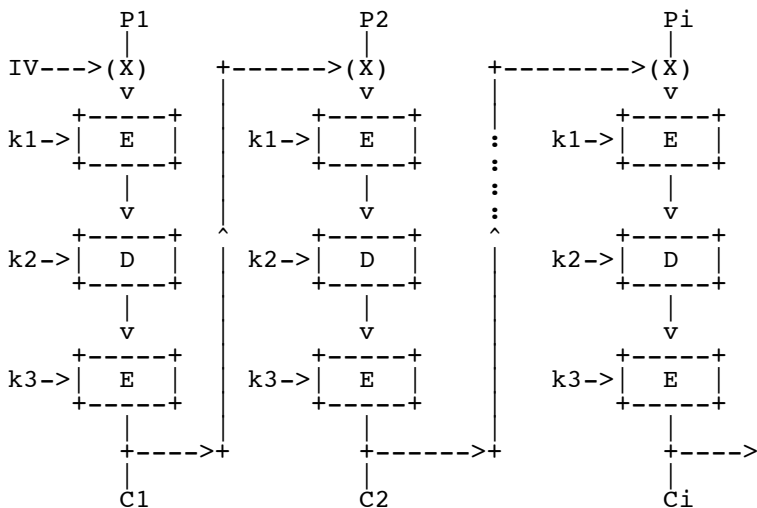 P1 P2 Pi
| | |
IV--->(X) +------>(X) +-------->(X)
v | v | v
+-----+ | +-----+ | +-----+
k1->| E | | k1->| E | : k1->| E |
+-----+ | +-----+ : +-----+
| | | : |
v | v : v
+-----+ ^ +-----+ ^ +-----+
k2->| D | | k2->| D | | k2->| D |
+-----+ | +-----+ | +-----+
| | | | |
v | v | v
+-----+ | +-----+ | +-----+
k3->| E | | k3->| E | | k3->| E |
+-----+ | +-----+ | +-----+
| | | | |
+---->+ +----->+ +---->
| | |
C1 C2 Ci